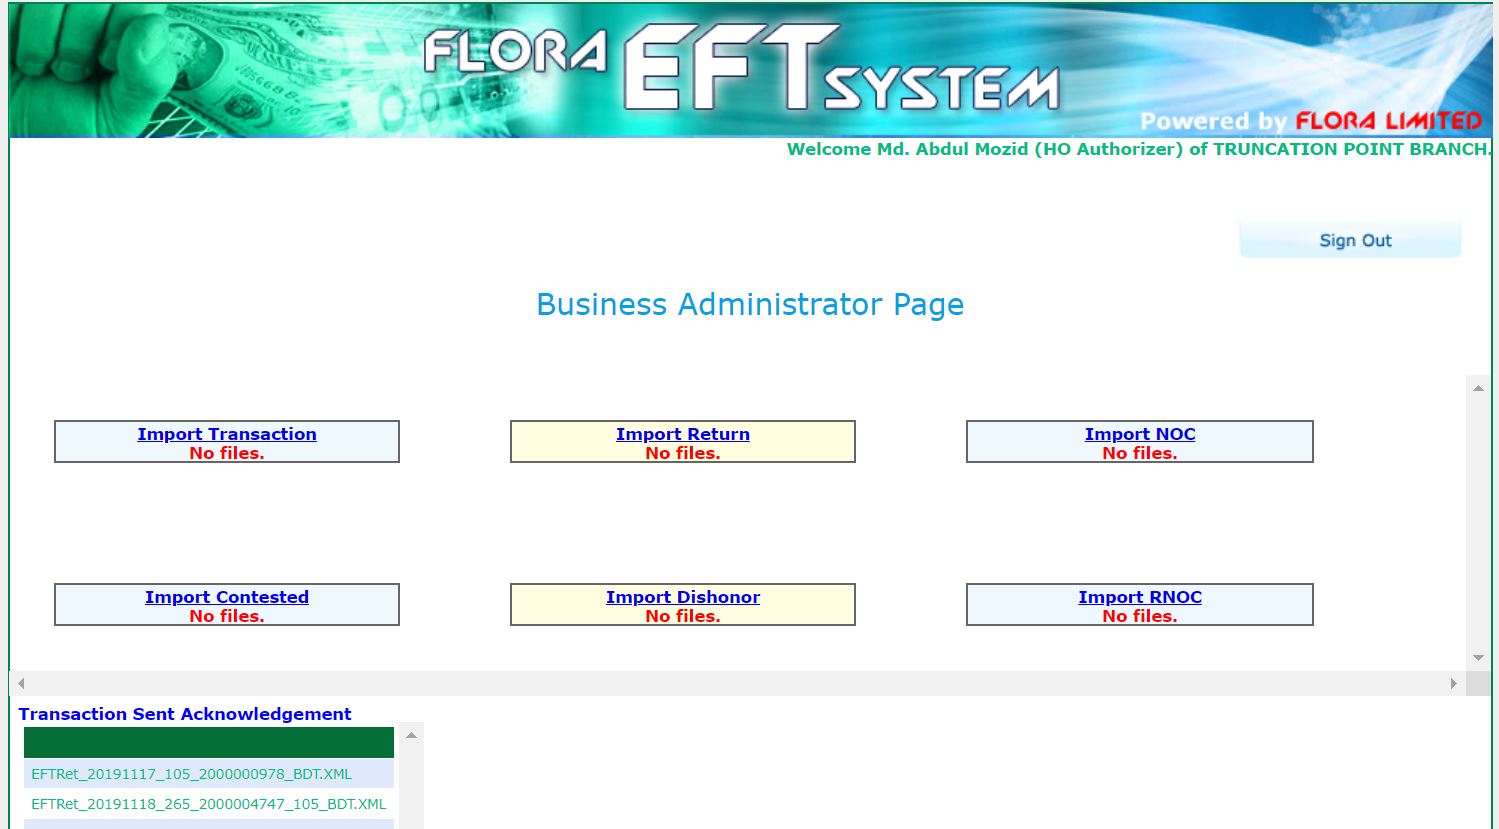 FLORA EFT SYSTEM
Powered by FLORA LIMITED
Welcome Md. Abdul Mozid (HO Authorizer) of TRUNCATION POINT BRANCH.
Sign Out
Business Administrator Page
Import Transaction
No files.
Import Return
No files.
Import NOC
No files.
Import Contested
No files.
Import Dishonor
No files.
Import RNOC
No files.
Transaction Sent Acknowledgement
EFTRet_20191117_105_2000000978_BDT.XML
EFTRet_20191118_265_2000004747_105_BDT.XML